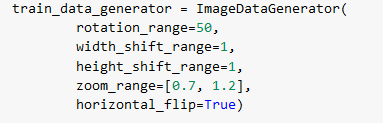 train_data_generator = ImageDataGenerator(
rotation_range=50,
width_shift_range=1,
height_shift_range=1,
zoom_range=[0.7, 1.2],
horizontal_flip=True)